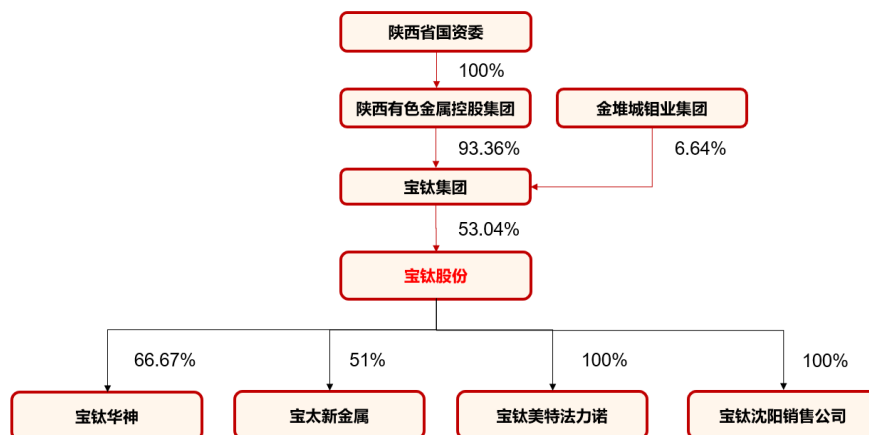 陕西省国资委
100%
陕西有色金属控股集团
金堆城钼业集团
93.36%
6.64%
宝钛集团
53.04%
宝钛股份
66.67%
51%
100%
100%
宝钛华神
宝太新金属
宝钛美特法力诺
宝钛沈阳销售公司